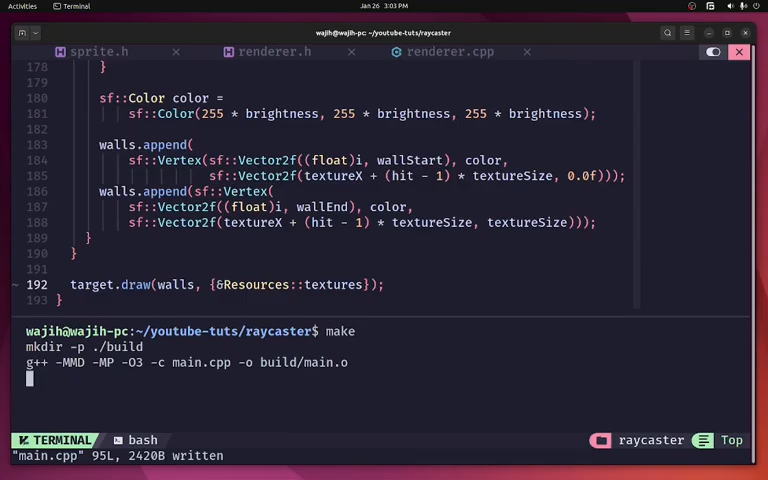 Activities Terminal Jan 26 3:03 PM
wajih@wajih-pc: ~/youtube-tuts/raycaster
sprite.h renderer.h renderer.cpp
178 }
179
180 sf::Color color =
181 sf::Color(255 * brightness, 255 * brightness, 255 * brightness);
182
183 walls.append(
184 sf::Vertex(sf::Vector2f((float)i, wallStart), color,
185 sf::Vector2f(textureX + (hit - 1) * textureSize, 0.0f)));
186 walls.append(sf::Vertex(
187 sf::Vector2f((float)i, wallEnd), color,
188 sf::Vector2f(textureX + (hit - 1) * textureSize, textureSize)));
189 }
190 }
191
~ 192 target.draw(walls, {&Resources::textures});
193 }
wajih@wajih-pc:~/youtube-tuts/raycaster$ make
mkdir -p ./build
g++ -MMD -MP -O3 -c main.cpp -o build/main.o
TERMINAL bash raycaster Top
"main.cpp" 95L, 2420B written